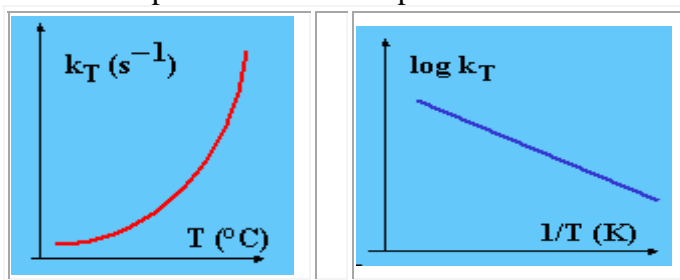 k_T (s^−1)
T (°C)
log k_T
1/T (K)